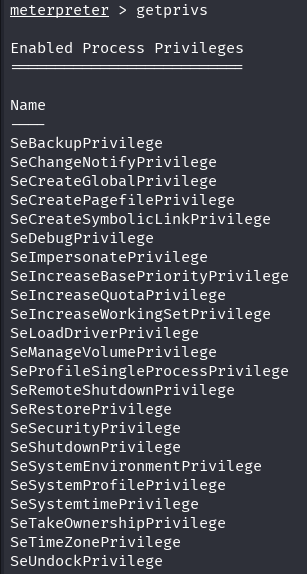 meterpreter > getprivs
Enabled Process Privileges
==========================
Name
----
SeBackupPrivilege
SeChangeNotifyPrivilege
SeCreateGlobalPrivilege
SeCreatePagefilePrivilege
SeCreateSymbolicLinkPrivilege
SeDebugPrivilege
SeImpersonatePrivilege
SeIncreaseBasePriorityPrivilege
SeIncreaseQuotaPrivilege
SeIncreaseWorkingSetPrivilege
SeLoadDriverPrivilege
SeManageVolumePrivilege
SeProfileSingleProcessPrivilege
SeRemoteShutdownPrivilege
SeRestorePrivilege
SeSecurityPrivilege
SeShutdownPrivilege
SeSystemEnvironmentPrivilege
SeSystemProfilePrivilege
SeSystemtimePrivilege
SeTakeOwnershipPrivilege
SeTimeZonePrivilege
SeUndockPrivilege